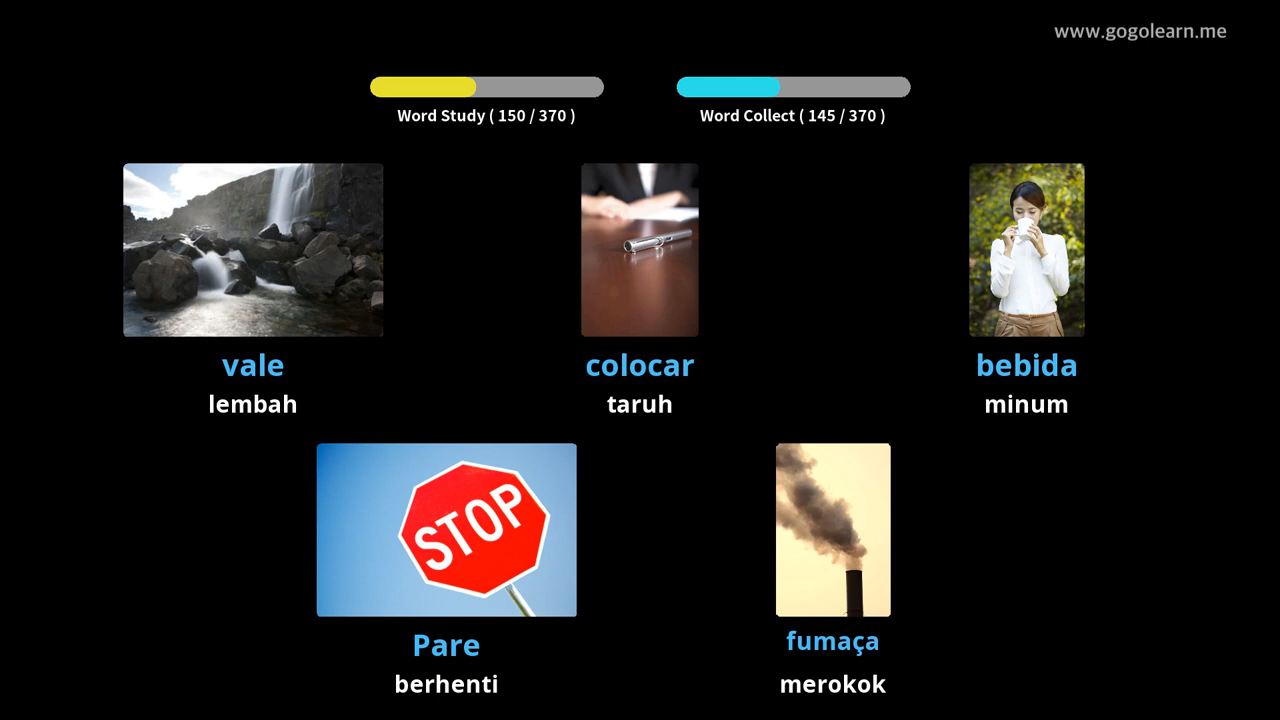 www.gogolearn.me
Word Study ( 150 / 370 )
Word Collect ( 145 / 370 )
vale
lembah
colocar
taruh
bebida
minum
STOP
Pare
berhenti
fumaça
merokok